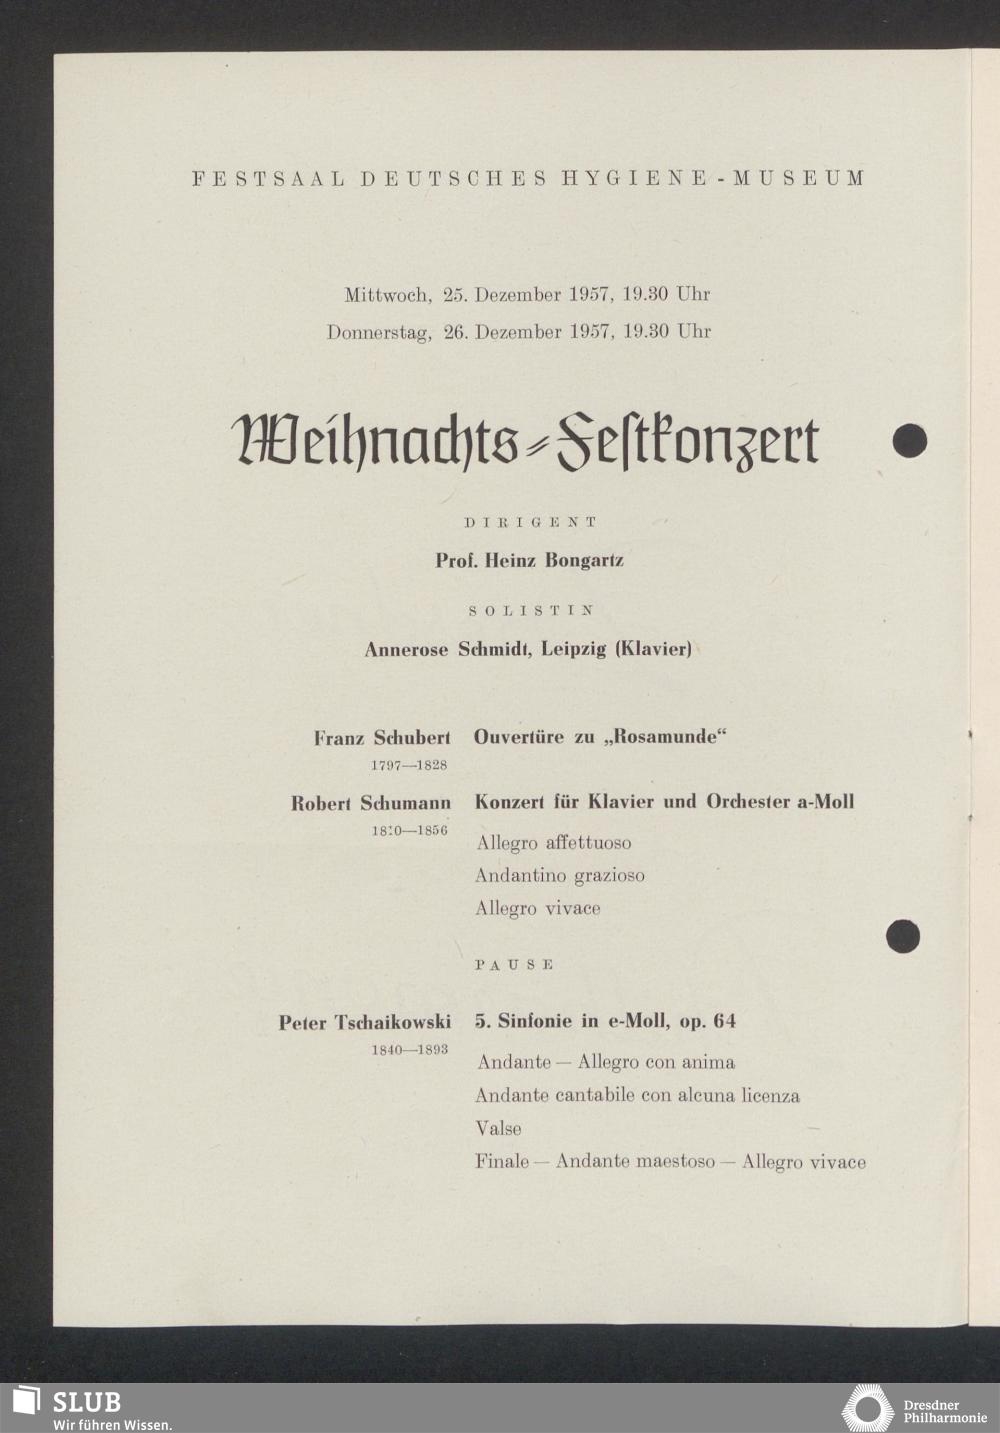 FESTSAAL DEUTSCHES HYGIENE-MUSEUM
Mittwoch, 25. Dezember 1957, 19.30 Uhr
Donnerstag, 26. Dezember 1957, 19.30 Uhr
Weihnachts-Feſtkonzert
DIRIGENT
Prof. Heinz Bongartz
SOLISTIN
Annerose Schmidt, Leipzig (Klavier)
Franz Schubert Ouvertüre zu „Rosamunde“
1797—1828
Robert Schumann Konzert für Klavier und Orchester a-Moll
1810—1856
Allegro affettuoso
Andantino grazioso
Allegro vivace
PAUSE
Peter Tschaikowski 5. Sinfonie in e-Moll, op. 64
1840—1893
Andante — Allegro con anima
Andante cantabile con alcuna licenza
Valse
Finale — Andante maestoso — Allegro vivace
SLUB
Wir führen Wissen.
Dresdner
Philharmonie